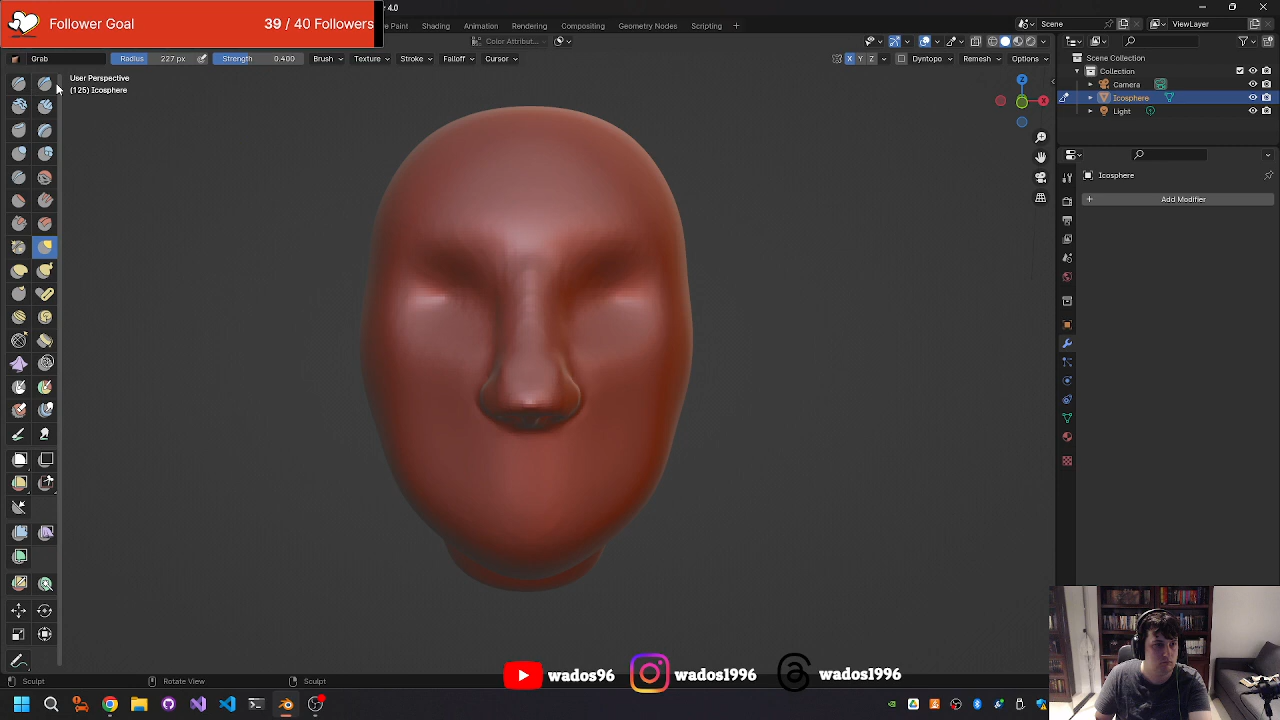 Follower Goal 39 / 40 Followers
4.0
e Paint Shading Animation Rendering Compositing Geometry Nodes Scripting +
Scene ViewLayer
Color Attribut...
Grab Radius 227 px Strength 0.400 Brush Texture Stroke Falloff Cursor X Y Z Dyntopo Remesh Options
User Perspective
(125) Icosphere
Z
X
Scene Collection
Collection
Camera
Icosphere
Light
Icosphere
Add Modifier
wados96 wados1996 wados1996
Sculpt Rotate View Sculpt